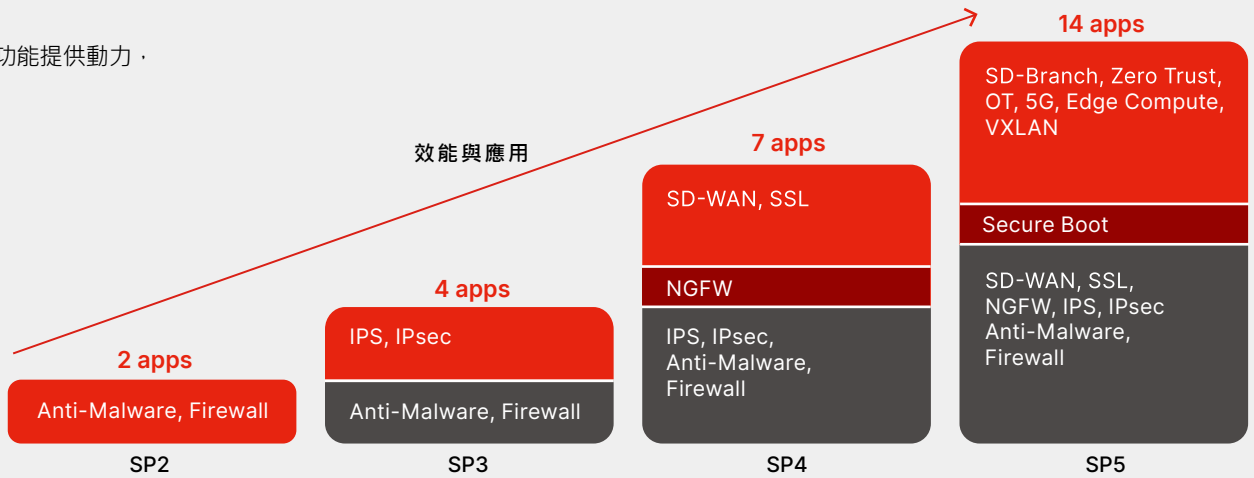 功能提供動力，
效能與應用
2 apps
Anti-Malware, Firewall
SP2
4 apps
IPS, IPsec
Anti-Malware, Firewall
SP3
7 apps
SD-WAN, SSL
NGFW
IPS, IPsec,
Anti-Malware,
Firewall
SP4
14 apps
SD-Branch, Zero Trust,
OT, 5G, Edge Compute,
VXLAN
Secure Boot
SD-WAN, SSL,
NGFW, IPS, IPsec
Anti-Malware,
Firewall
SP5